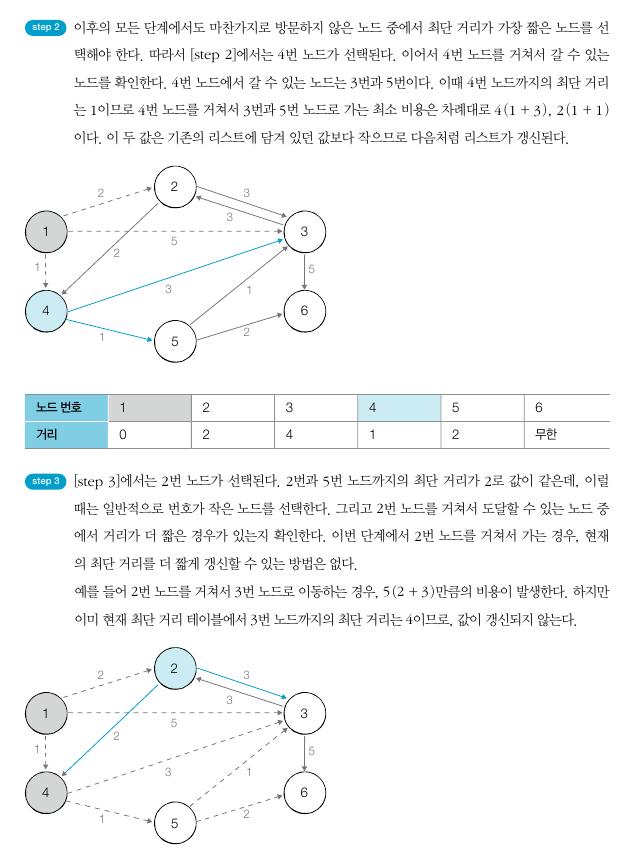 step 2 이후의 모든 단계에서도 마찬가지로 방문하지 않은 노드 중에서 최단 거리가 가장 짧은 노드를 선
택해야 한다. 따라서 [step 2]에서는 4번 노드가 선택된다. 이어서 4번 노드를 거쳐서 갈 수 있는
노드를 확인한다. 4번 노드에서 갈 수 있는 노드는 3번과 5번이다. 이때 4번 노드까지의 최단 거리
는 1이므로 4번 노드를 거쳐서 3번과 5번 노드로 가는 최소 비용은 차례대로 4(1 + 3), 2(1 + 1)
이다. 이 두 값은 기존의 리스트에 담겨 있던 값보다 작으므로 다음처럼 리스트가 갱신된다.
2
2
3
3
1
5
3
1
2
5
3
4
1
6
1
2
5
노드 번호 1 2 3 4 5 6
거리 0 2 4 1 2 무한
step 3 [step 3]에서는 2번 노드가 선택된다. 2번과 5번 노드까지의 최단 거리가 2로 값이 같은데, 이럴
때는 일반적으로 번호가 작은 노드를 선택한다. 그리고 2번 노드를 거쳐서 도달할 수 있는 노드 중
에서 거리가 더 짧은 경우가 있는지 확인한다. 이번 단계에서 2번 노드를 거쳐서 가는 경우, 현재
의 최단 거리를 더 짧게 갱신할 수 있는 방법은 없다.
예를 들어 2번 노드를 거쳐서 3번 노드로 이동하는 경우, 5(2 + 3)만큼의 비용이 발생한다. 하지만
이미 현재 최단 거리 테이블에서 3번 노드까지의 최단 거리는 4이므로, 값이 갱신되지 않는다.
2
2
3
3
1
5
3
1
2
5
3
4
1
6
1
2
5